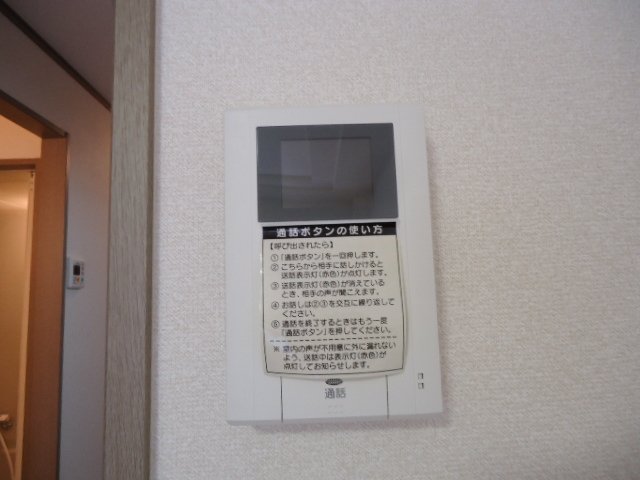 通話ボタンの使い方
【呼び出されたら】
①「通話ボタン」を一回押します。
②こちらから相手に話しかけると
送話表示灯(赤色)が点灯します。
③送話表示灯(赤色)が消えている
とき、相手の声が聞こえます。
④お話しは②③を交互に繰り返して
ください。
⑤通話を終了するときはもう一度
「通話ボタン」を押してください。
※ 室内の声が不用意に外に漏れない
よう、送話中は表示灯(赤色)が
点灯してお知らせします。
通話